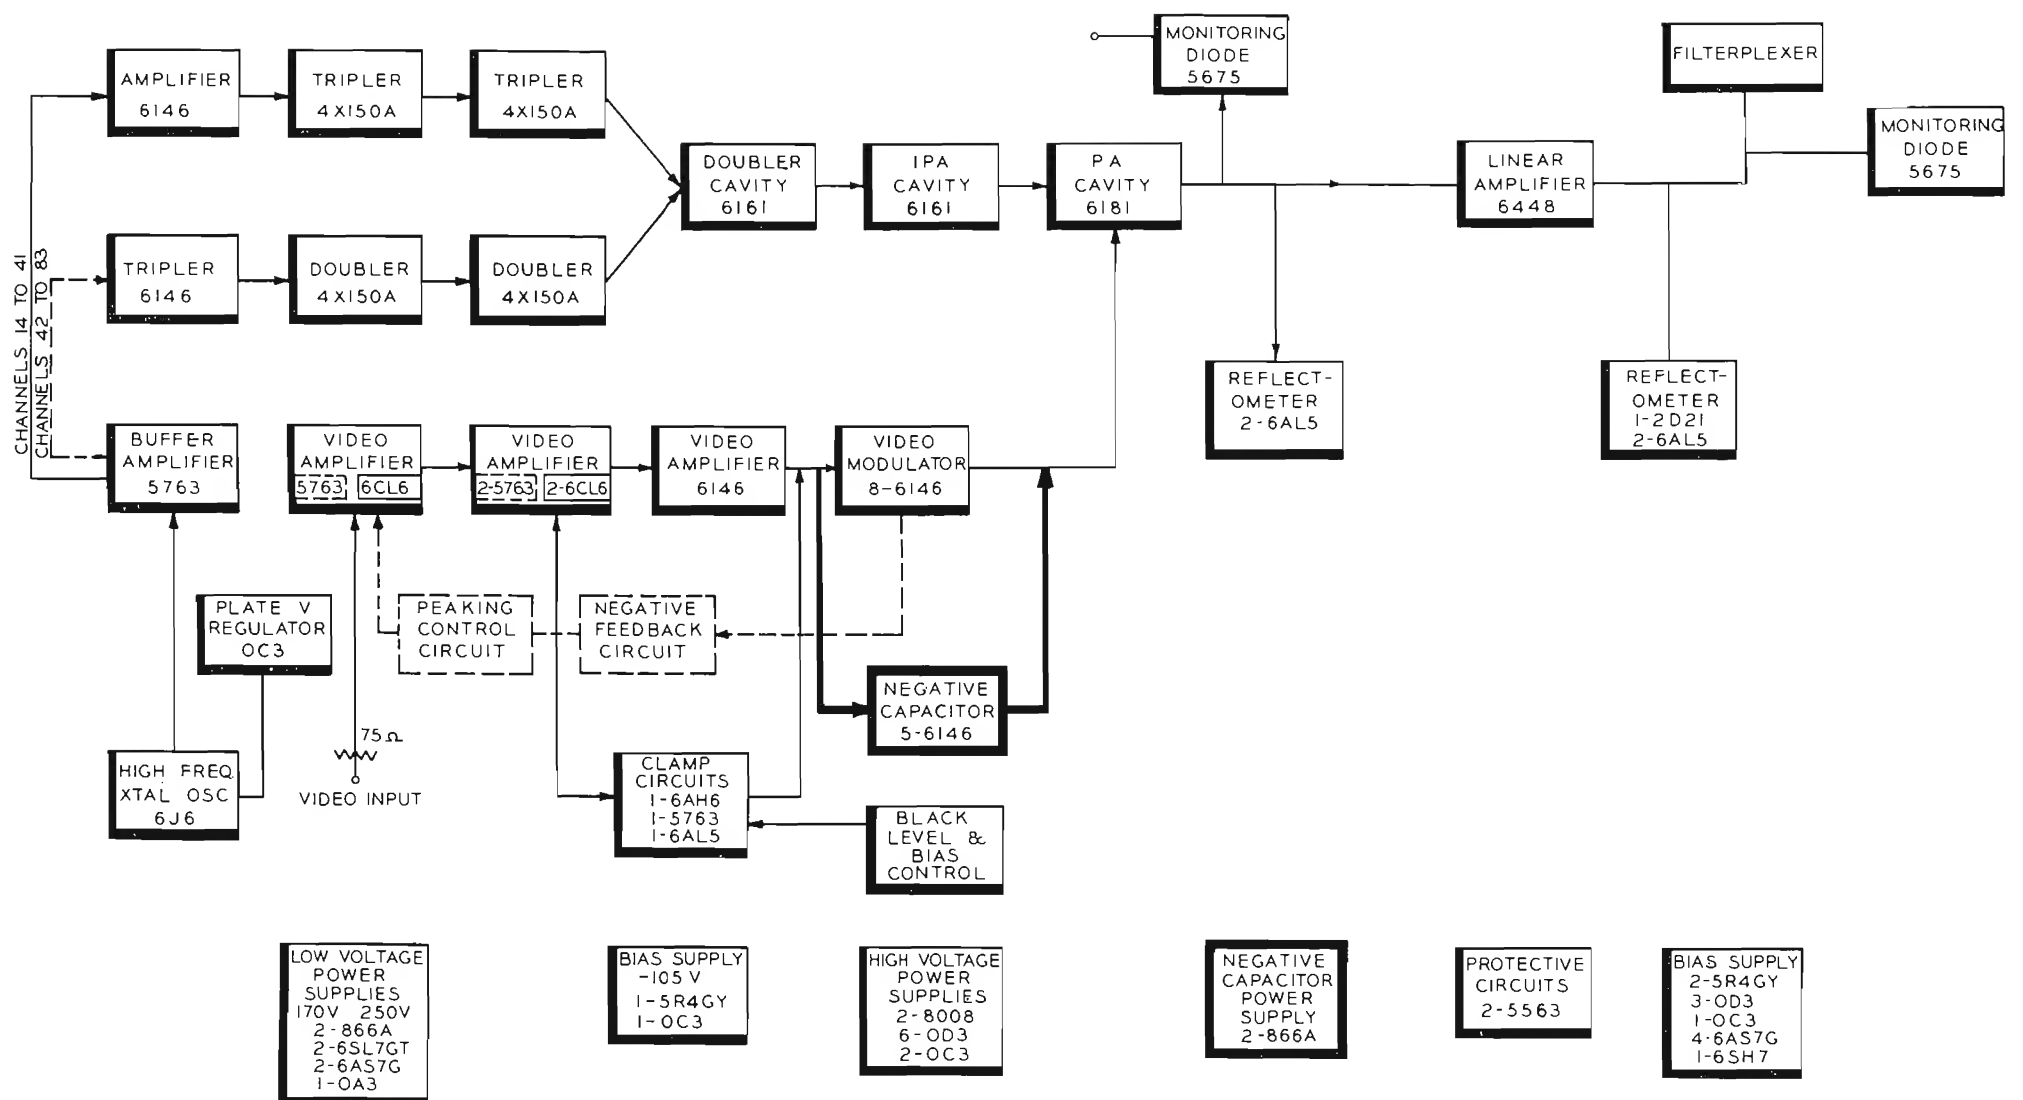 AMPLIFIER
6146
TRIPLER
4X150A
TRIPLER
4X150A
MONITORING
DIODE
5675
FILTERPLEXER
MONITORING
DIODE
5675
DOUBLER
CAVITY
6161
IPA
CAVITY
6161
PA
CAVITY
6181
LINEAR
AMPLIFIER
6448
CHANNELS 14 TO 41
CHANNELS 42 TO 83
TRIPLER
6146
DOUBLER
4X150A
DOUBLER
4X150A
REFLECT-
OMETER
2-6AL5
REFLECT-
OMETER
1-2D21
2-6AL5
BUFFER
AMPLIFIER
5763
VIDEO
AMPLIFIER
5763 6CL6
VIDEO
AMPLIFIER
2-5763 2-6CL6
VIDEO
AMPLIFIER
6146
VIDEO
MODULATOR
8-6146
PLATE V
REGULATOR
OC3
PEAKING
CONTROL
CIRCUIT
NEGATIVE
FEEDBACK
CIRCUIT
NEGATIVE
CAPACITOR
5-6146
HIGH FREQ.
XTAL OSC
6J6
75Ω
VIDEO INPUT
CLAMP
CIRCUITS
1-6AH6
1-5763
1-6AL5
BLACK
LEVEL &
BIAS
CONTROL
LOW VOLTAGE
POWER
SUPPLIES
170V 250V
2-866A
2-6SL7GT
2-6AS7G
1-OA3
BIAS SUPPLY
-105 V
1-5R4GY
1-OC3
HIGH VOLTAGE
POWER
SUPPLIES
2-8008
6-OD3
2-OC3
NEGATIVE
CAPACITOR
POWER
SUPPLY
2-866A
PROTECTIVE
CIRCUITS
2-5563
BIAS SUPPLY
2-5R4GY
3-OD3
1-OC3
4-6AS7G
1-6SH7